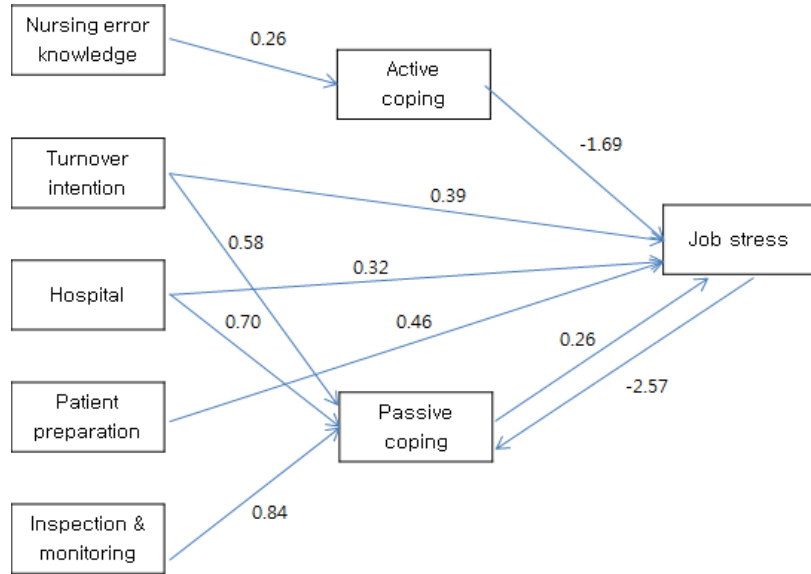 Nursing error
knowledge
0.26
Active
coping
-1.69
Turnover
intention
0.39
0.58
Job stress
Hospital
0.32
0.70
0.46
0.26
Patient
preparation
Passive
coping
-2.57
Inspection &
monitoring
0.84